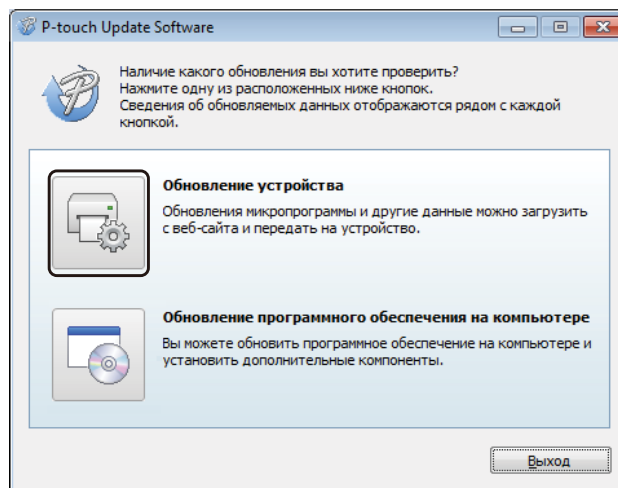 P-touch Update Software
Наличие какого обновления вы хотите проверить?
Нажмите одну из расположенных ниже кнопок.
Сведения об обновляемых данных отображаются рядом с каждой
кнопкой.
Обновление устройства
Обновления микропрограммы и другие данные можно загрузить
с веб-сайта и передать на устройство.
Обновление программного обеспечения на компьютере
Вы можете обновить программное обеспечение на компьютере и
установить дополнительные компоненты.
Выход